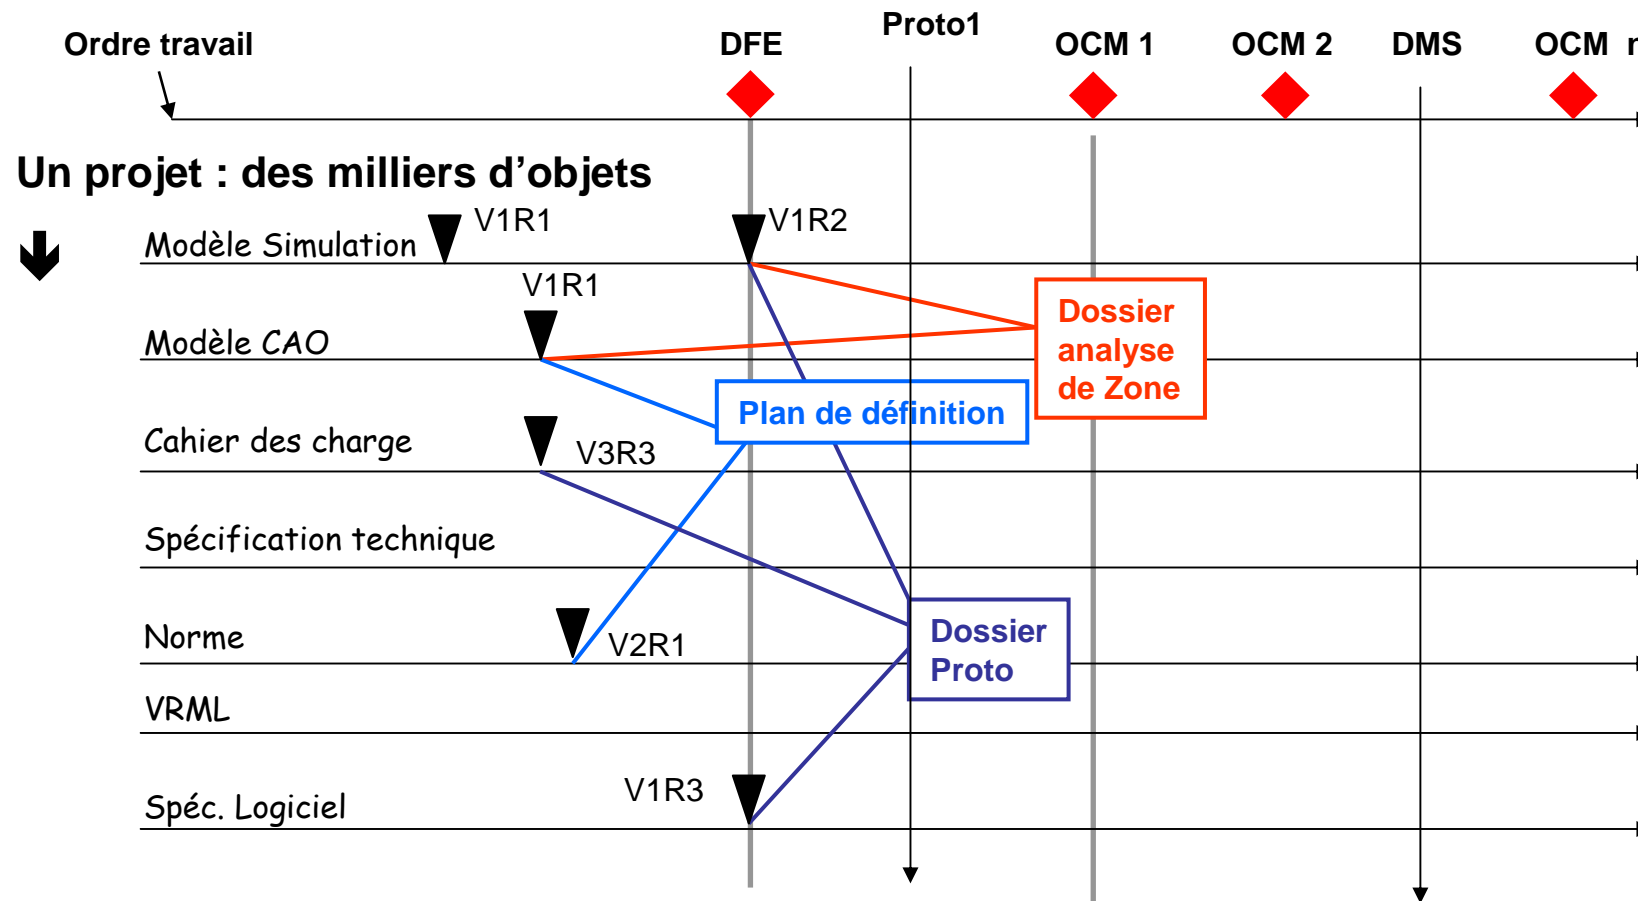 Ordre travail
DFE
Proto1
OCM 1
OCM 2
DMS
OCM n
Un projet : des milliers d’objets
Modèle Simulation
V1R1
V1R2
V1R1
Modèle CAO
Dossier
analyse
de Zone
Plan de définition
Cahier des charge
V3R3
Spécification technique
Norme
V2R1
Dossier
Proto
VRML
V1R3
Spéc. Logiciel